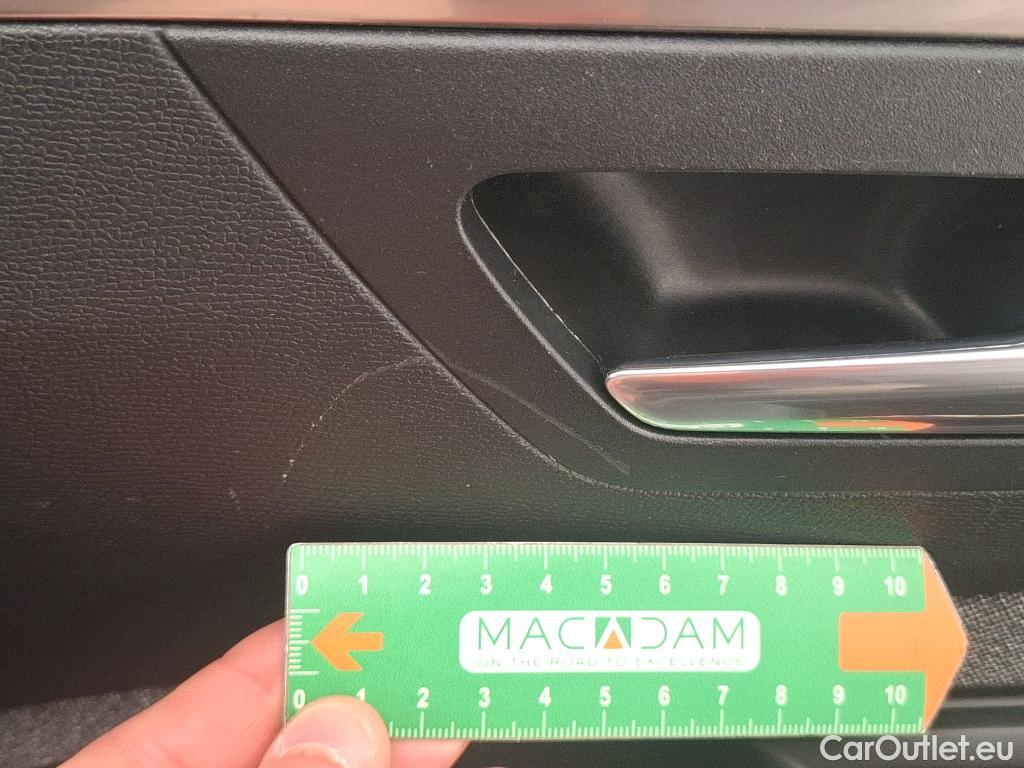 0 1 2 3 4 5 6 7 8 9 10
MACADAM
ON THE ROAD TO EXCELLENCE
0 1 2 3 4 5 6 7 8 9 10
CarOutlet.eu